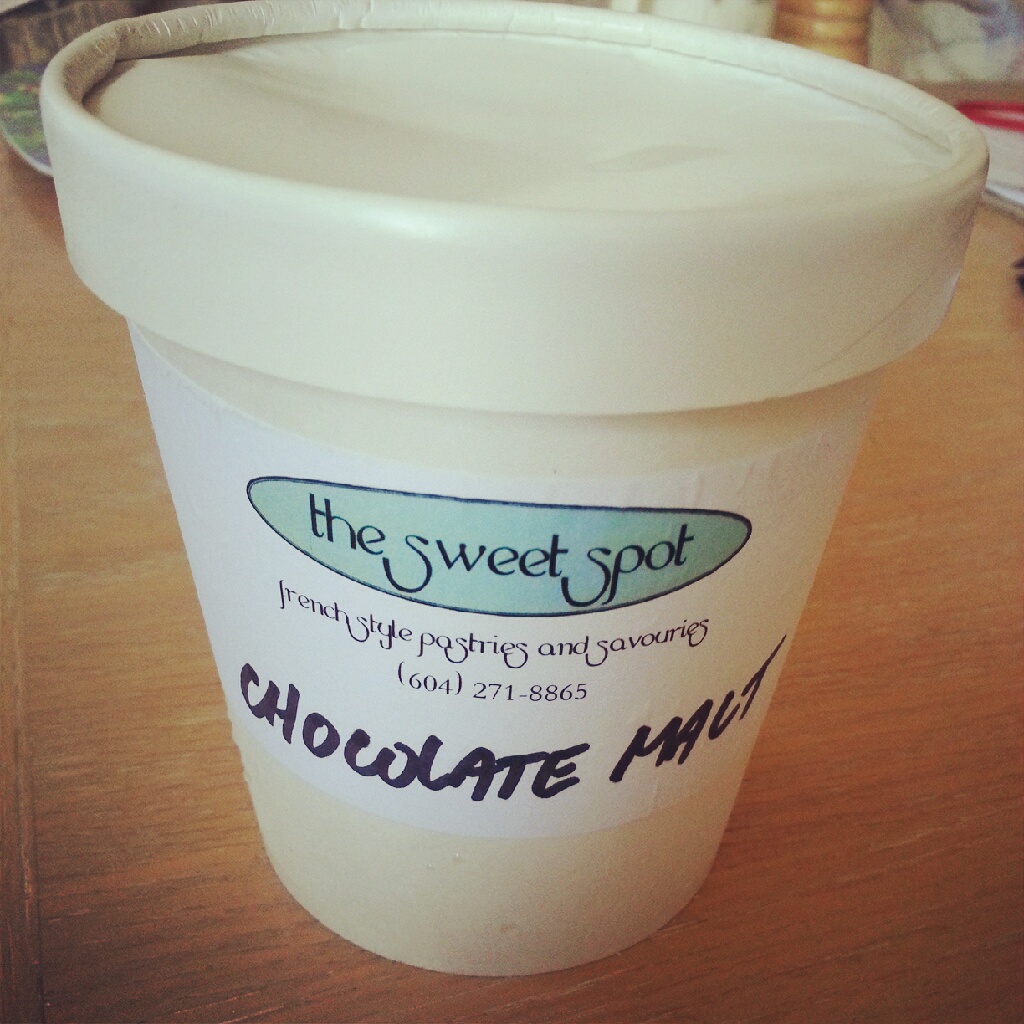 the sweet spot
french style pastries and savouries
(604) 271-8865
CHOCOLATE MALT